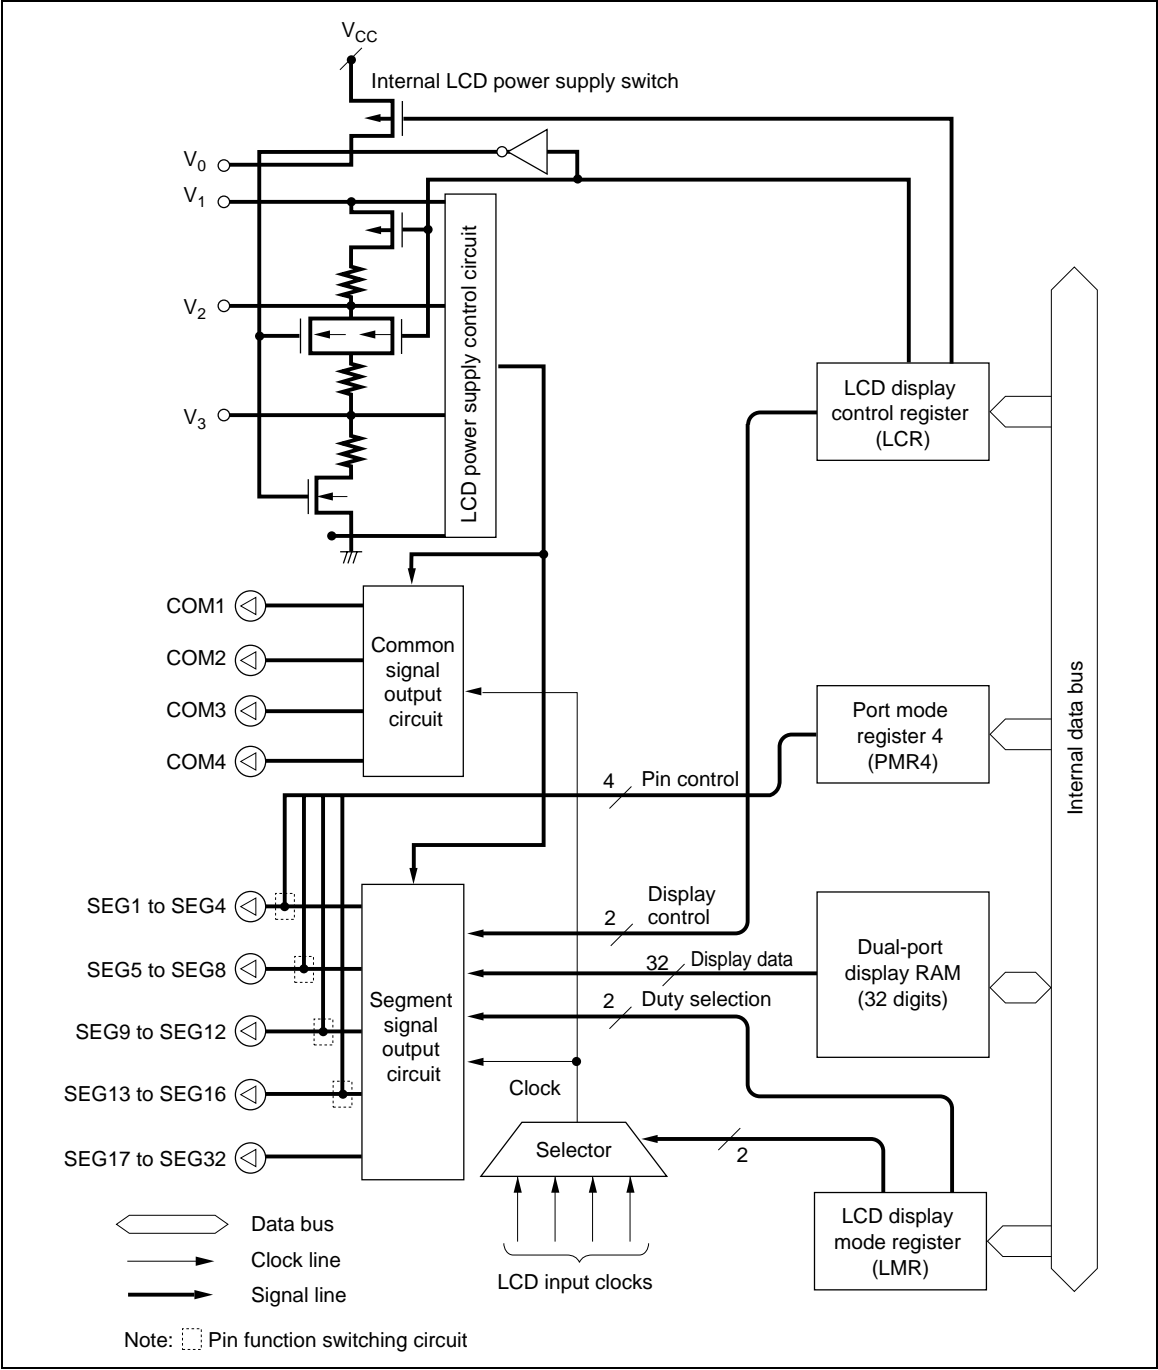 VCC
Internal LCD power supply switch
V0
V1
V2
V3
LCD power supply control circuit
LCD display
control register
(LCR)
COM1
COM2
COM3
COM4
Common
signal
output
circuit
Port mode
register 4
(PMR4)
Internal data bus
4 Pin control
SEG1 to SEG4
SEG5 to SEG8
SEG9 to SEG12
SEG13 to SEG16
SEG17 to SEG32
Segment
signal
output
circuit
Display
control
2
32 Display data
2 Duty selection
Dual-port
display RAM
(32 digits)
Clock
Selector
2
LCD display
mode register
(LMR)
LCD input clocks
Data bus
Clock line
Signal line
Note: Pin function switching circuit